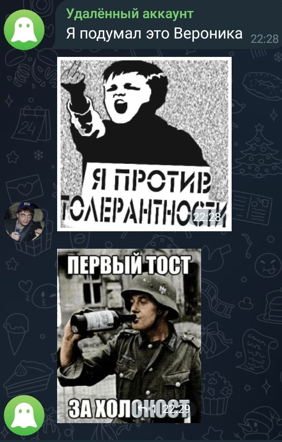 Удалённый аккаунт
Я подумал это Вероника 22:28
Я ПРОТИВ
ТОЛЕРАНТНОСТИ
22:28
ПЕРВЫЙ ТОСТ
ЗА ХОЛОКОСТ
22:29